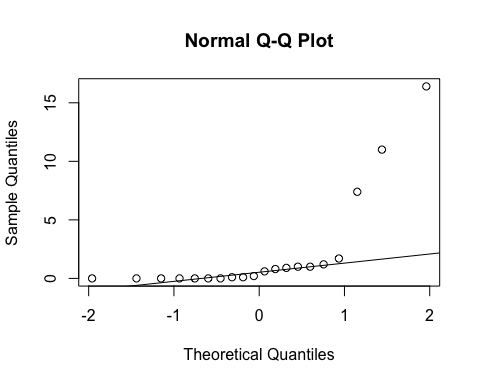 Normal Q-Q Plot
Sample Quantiles
15
10
5
0
-2 -1 0 1 2
Theoretical Quantiles